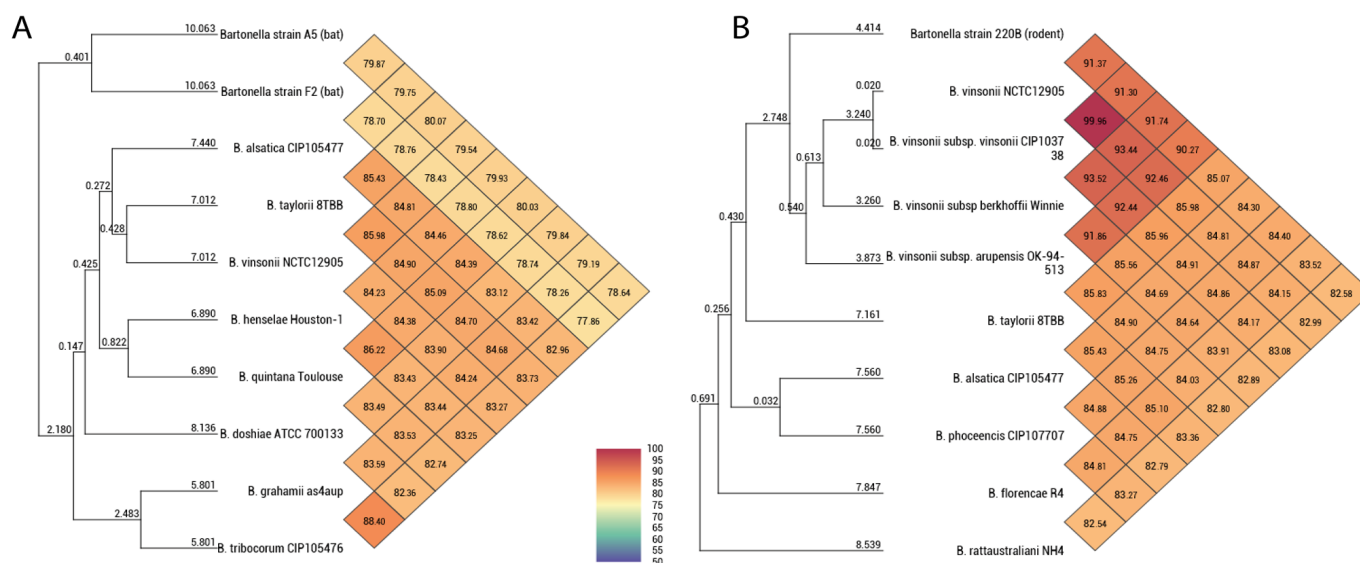 A
10.063 Bartonella strain A5 (bat)
0.401
79.87
10.063 Bartonella strain F2 (bat) 79.75
78.70 80.07
7.440 B. alsatica CIP105477 78.76 79.54
0.272 85.43 78.43 79.93
7.012 B. taylorii 8TBB 84.81 78.80 80.03
0.428 85.98 84.46 78.62 79.84
7.012 B. vinsonii NCTC12905 84.90 84.39 78.74 79.19
0.425 84.23 85.09 83.12 78.26 78.64
6.890 B. henselae Houston-1 84.38 84.70 83.42 77.86
0.822 86.22 83.90 84.68 82.96
6.890 B. quintana Toulouse 83.43 84.24 83.73
0.147 83.49 83.44 83.27
8.136 B. doshiae ATCC 700133 83.53 83.25
2.180
83.59 82.74
5.801 B. grahamii as4aup 82.36
2.483 88.40
5.801 B. tribocorum CIP105476
100
95
90
85
80
75
70
65
60
55
50
B
4.414 Bartonella strain 220B (rodent)
91.37
0.020 B. vinsonii NCTC12905 91.30
2.748 3.240 99.96 91.74
0.020 B. vinsonii subsp. vinsonii CIP1037
38 93.44 90.27
0.613 93.52 92.46 85.07
3.260 B. vinsonii subsp berkhoffii Winnie 92.44 85.98 84.30
0.540 91.86 85.96 84.81 84.40
3.873 B. vinsonii subsp. arupensis OK-94-
513 85.56 84.91 84.87 83.52
0.430 85.83 84.69 84.86 84.15 82.58
7.161 B. taylorii 8TBB 84.90 84.64 84.17 82.99
0.256 85.43 84.75 83.91 83.08
7.560 B. alsatica CIP105477 85.26 84.03 82.89
0.691 0.032 84.88 85.10 82.80
7.560 B. phoceencis CIP107707 84.75 83.36
84.81 82.79
7.847 B. florencae R4 83.27
82.54
8.539 B. rattaustraliani NH4